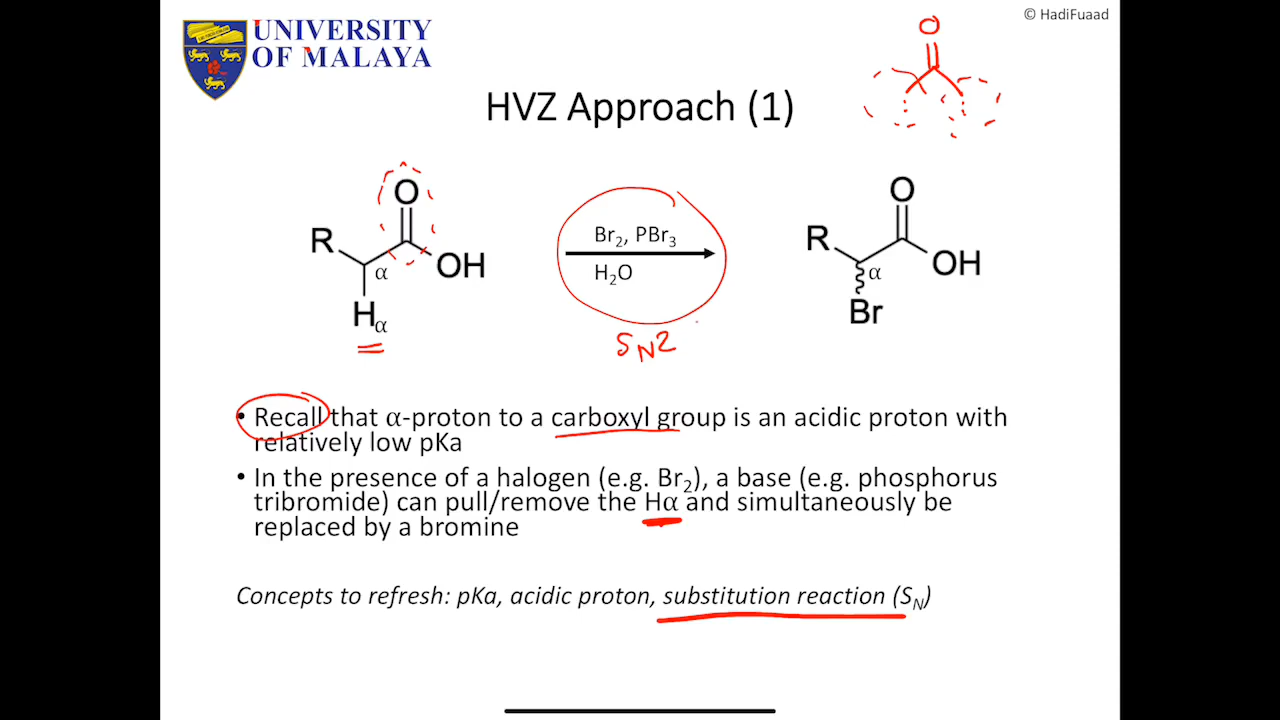 © HadiFuaad
UNIVERSITY
OF MALAYA
O
HVZ Approach (1)
O
R
OH
α
Hα
Br2, PBr3
H2O
SN2
O
R
OH
α
Br
• Recall that α-proton to a carboxyl group is an acidic proton with
relatively low pKa
• In the presence of a halogen (e.g. Br2), a base (e.g. phosphorus
tribromide) can pull/remove the Hα and simultaneously be
replaced by a bromine
Concepts to refresh: pKa, acidic proton, substitution reaction (SN)